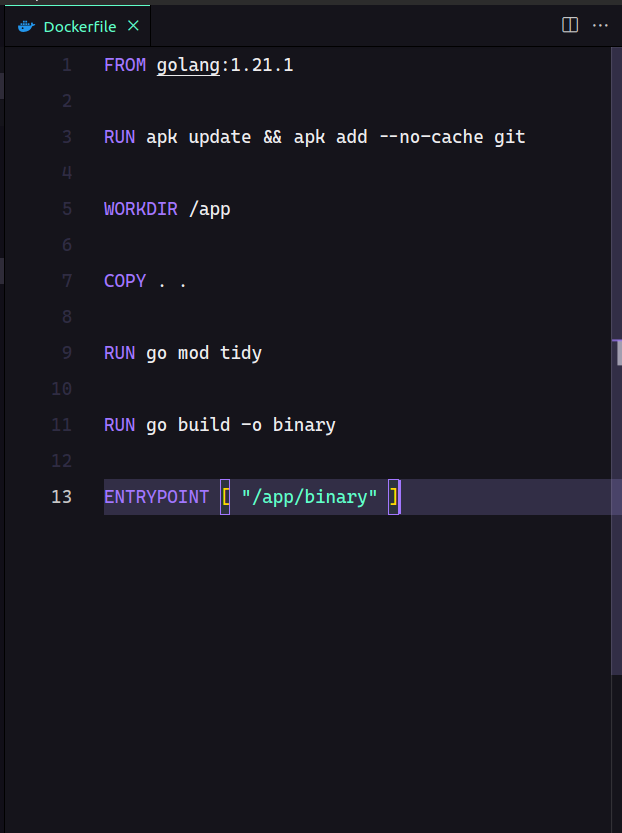 Dockerfile
1 FROM golang:1.21.1
2
3 RUN apk update && apk add --no-cache git
4
5 WORKDIR /app
6
7 COPY . .
8
9 RUN go mod tidy
10
11 RUN go build -o binary
12
13 ENTRYPOINT [ "/app/binary" ]